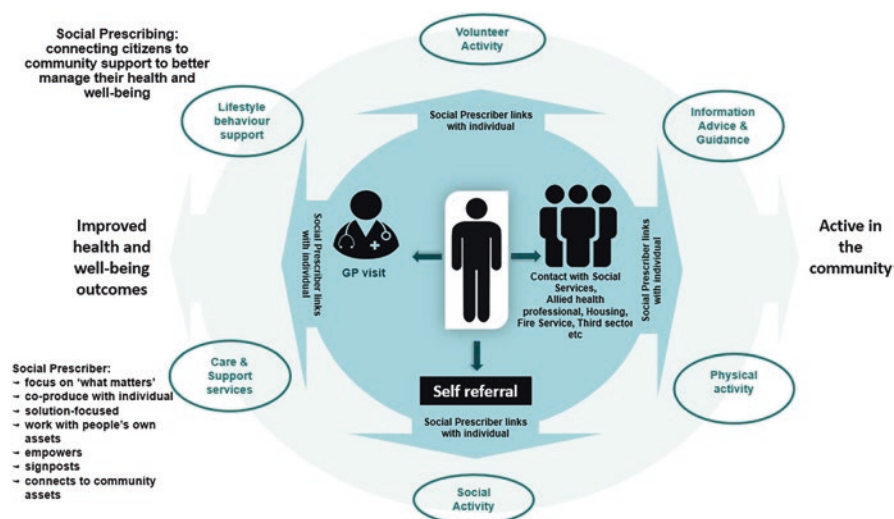 Social Prescribing:
connecting citizens to
community support to better
manage their health and
well-being
Volunteer
Activity
Lifestyle
behaviour
support
Information
Advice &
Guidance
Social Prescriber links
with individual
Improved
health and
well-being
outcomes
Social Prescriber links
with individual
GP visit
Contact with Social
Services,
Allied health
professional, Housing,
Fire Service, Third sector
etc
Social Prescriber links
with individual
Active in
the
community
Self referral
Social Prescriber links
with individual
Care &
Support
services
Physical
activity
Social
Activity
Social Prescriber:
focus on ‘what matters’
co-produce with individual
solution-focused
work with people's own
assets
empowers
signposts
connects to community
assets